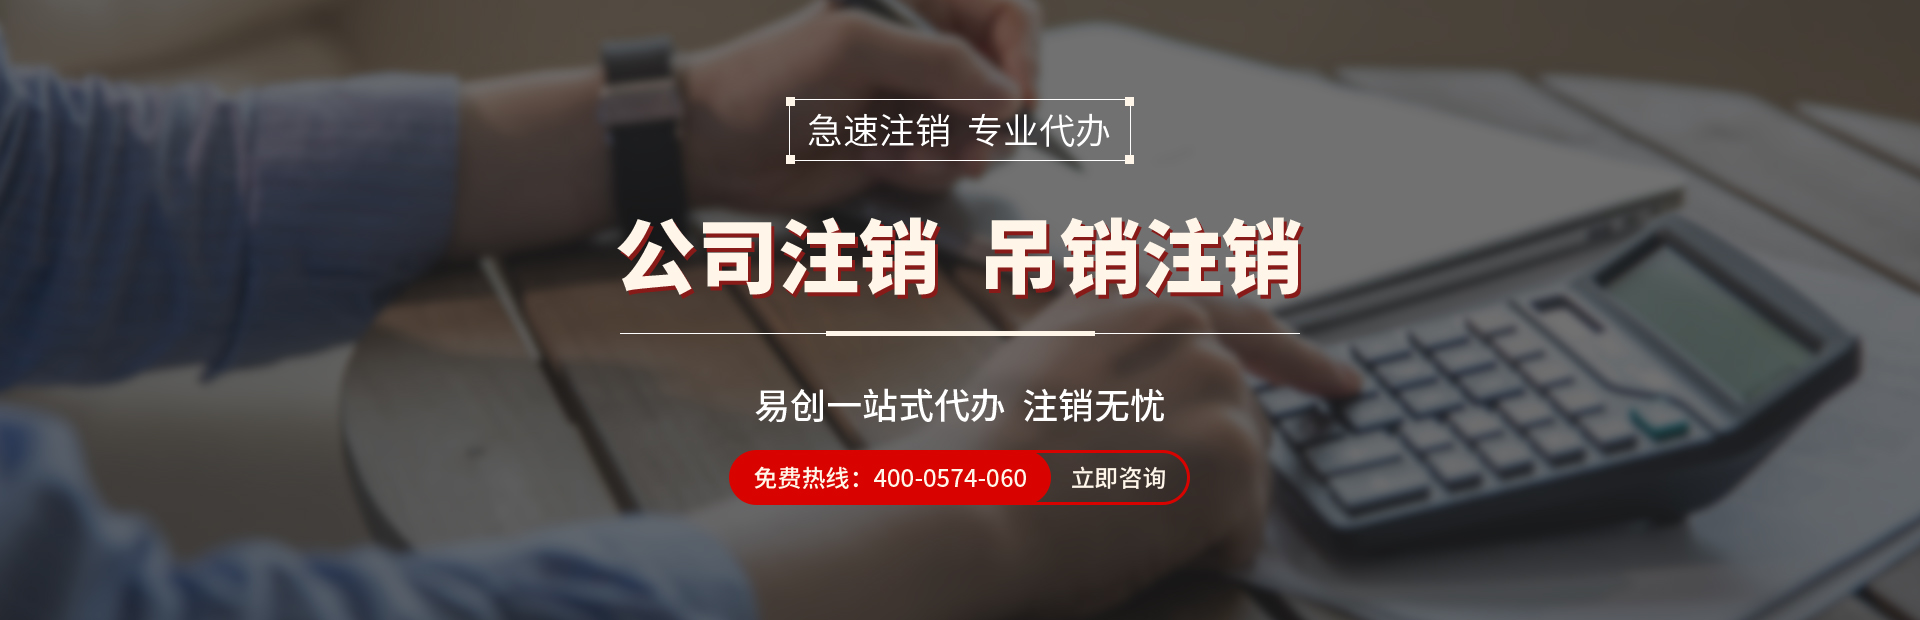 急速注销 专业代办
公司注销 吊销注销
易创一站式代办 注销无忧
免费热线：400-0574-060 立即咨询